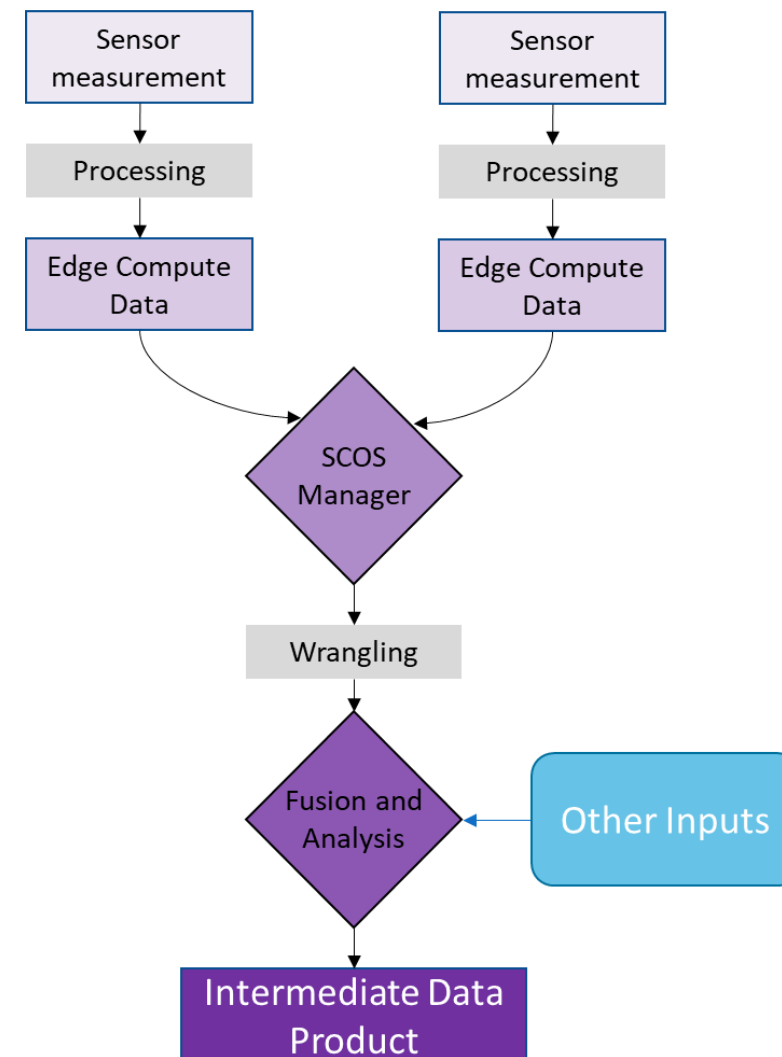 Sensor
measurement
Sensor
measurement
Processing
Processing
Edge Compute
Data
Edge Compute
Data
SCOS
Manager
Wrangling
Fusion and
Analysis
Other Inputs
Intermediate Data
Product